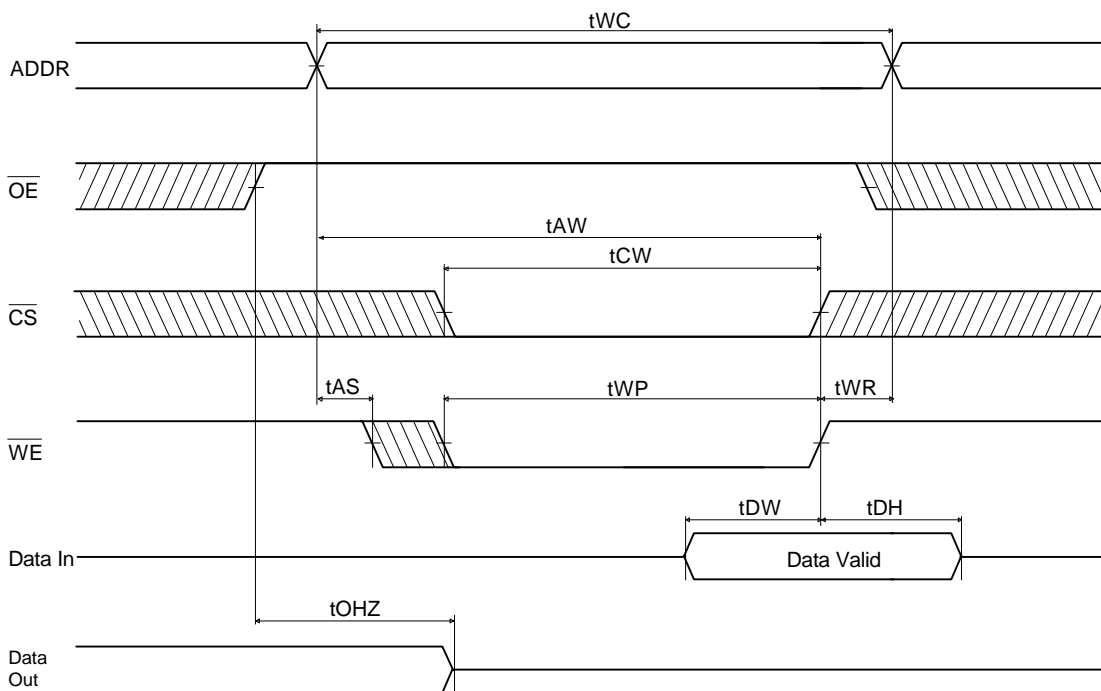 tWC
ADDR
OE
tAW
tCW
CS
tAS
tWP
tWR
WE
tDW
tDH
Data In
Data Valid
tOHZ
Data
Out